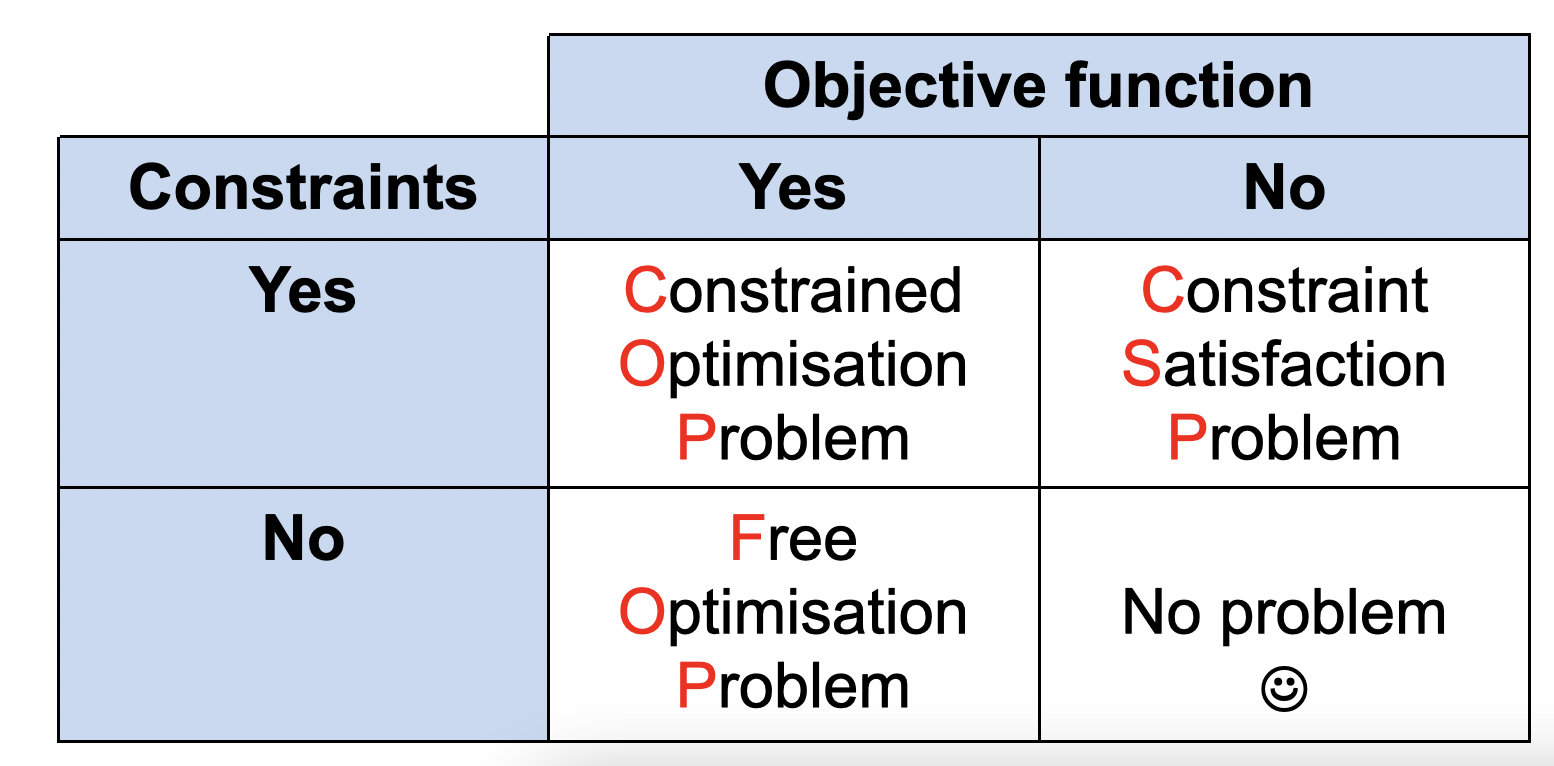 Objective function
Constraints Yes No
Yes Constrained Constraint
Optimisation Satisfaction
Problem Problem
No Free
Optimisation No problem
Problem ☺